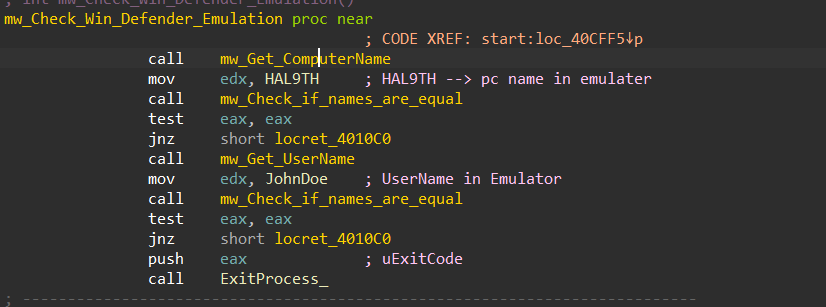 ; int mw_Check_Win_Defender_Emulation()
mw_Check_Win_Defender_Emulation proc near
; CODE XREF: start:loc_40CFF5↓p
call mw_Get_ComputerName
mov edx, HAL9TH ; HAL9TH --> pc name in emulater
call mw_Check_if_names_are_equal
test eax, eax
jnz short locret_4010C0
call mw_Get_UserName
mov edx, JohnDoe ; UserName in Emulator
call mw_Check_if_names_are_equal
test eax, eax
jnz short locret_4010C0
push eax ; uExitCode
call ExitProcess_
; ---------------------------------------------------------------------------